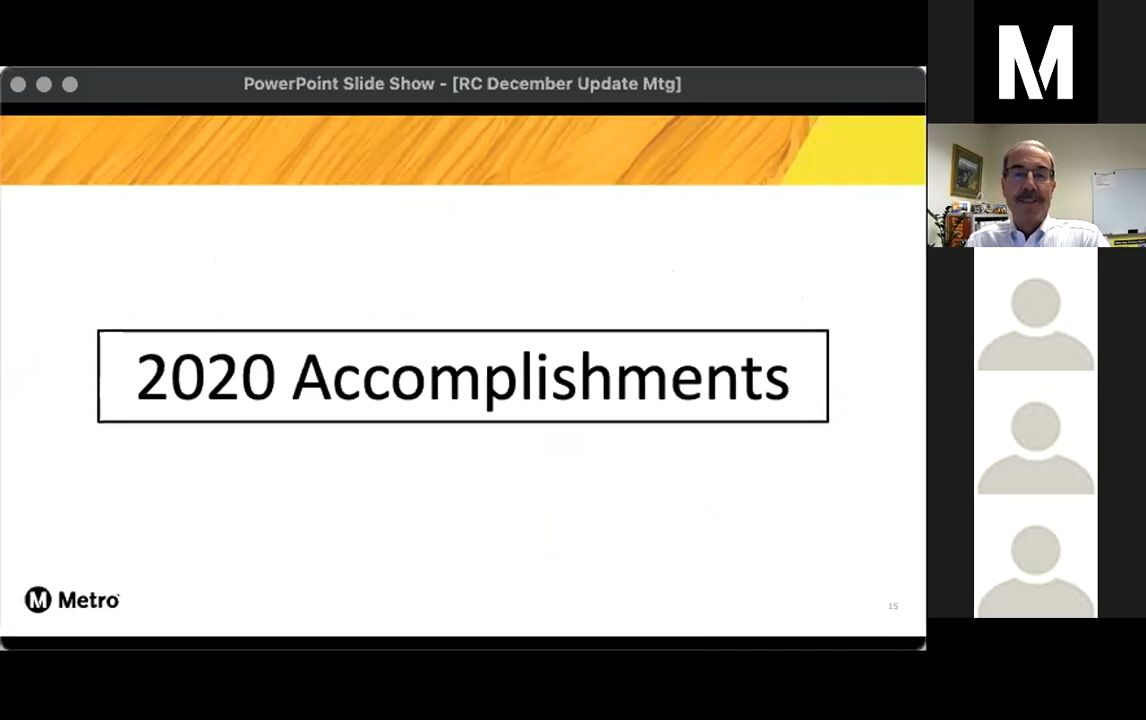 PowerPoint Slide Show - [RC December Update Mtg]
M
2020 Accomplishments
M Metro
15